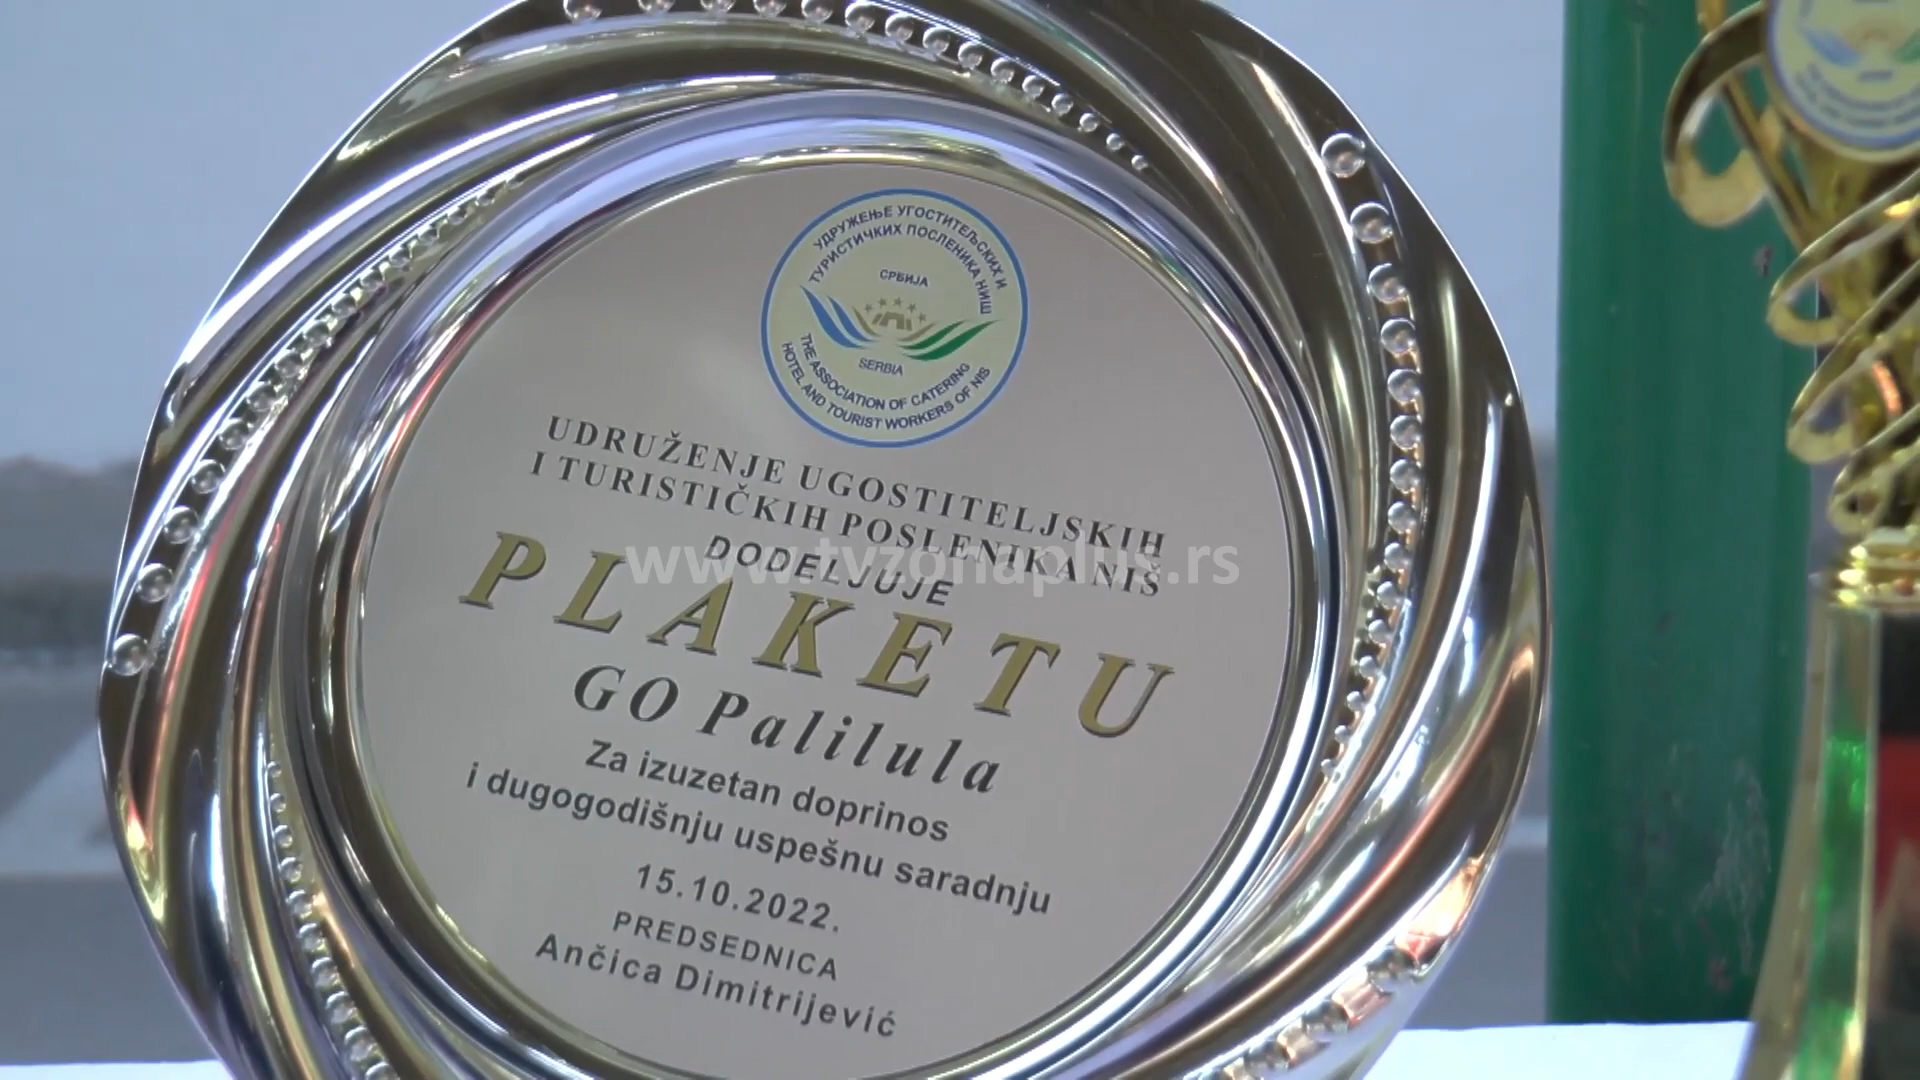 УДРУЖЕЊЕ УГОСТИТЕЉСКИХ И
ТУРИСТИЧКИХ ПОСЛЕНИКА НИШ
СРБИЈА
SERBIA
THE ASSOCIATION OF CATERING
HOTEL AND TOURIST WORKERS OF NIS
UDRUŽENJE UGOSTITELJSKIH
I TURISTIČKIH POSLENIKA NIŠ
DODELJUJE
www.tvzonaplus.rs
PLAKETU
GO Palilula
Za izuzetan doprinos
i dugogodišnju uspešnu saradnju
15.10.2022.
PREDSEDNICA
Ančica Dimitrijević